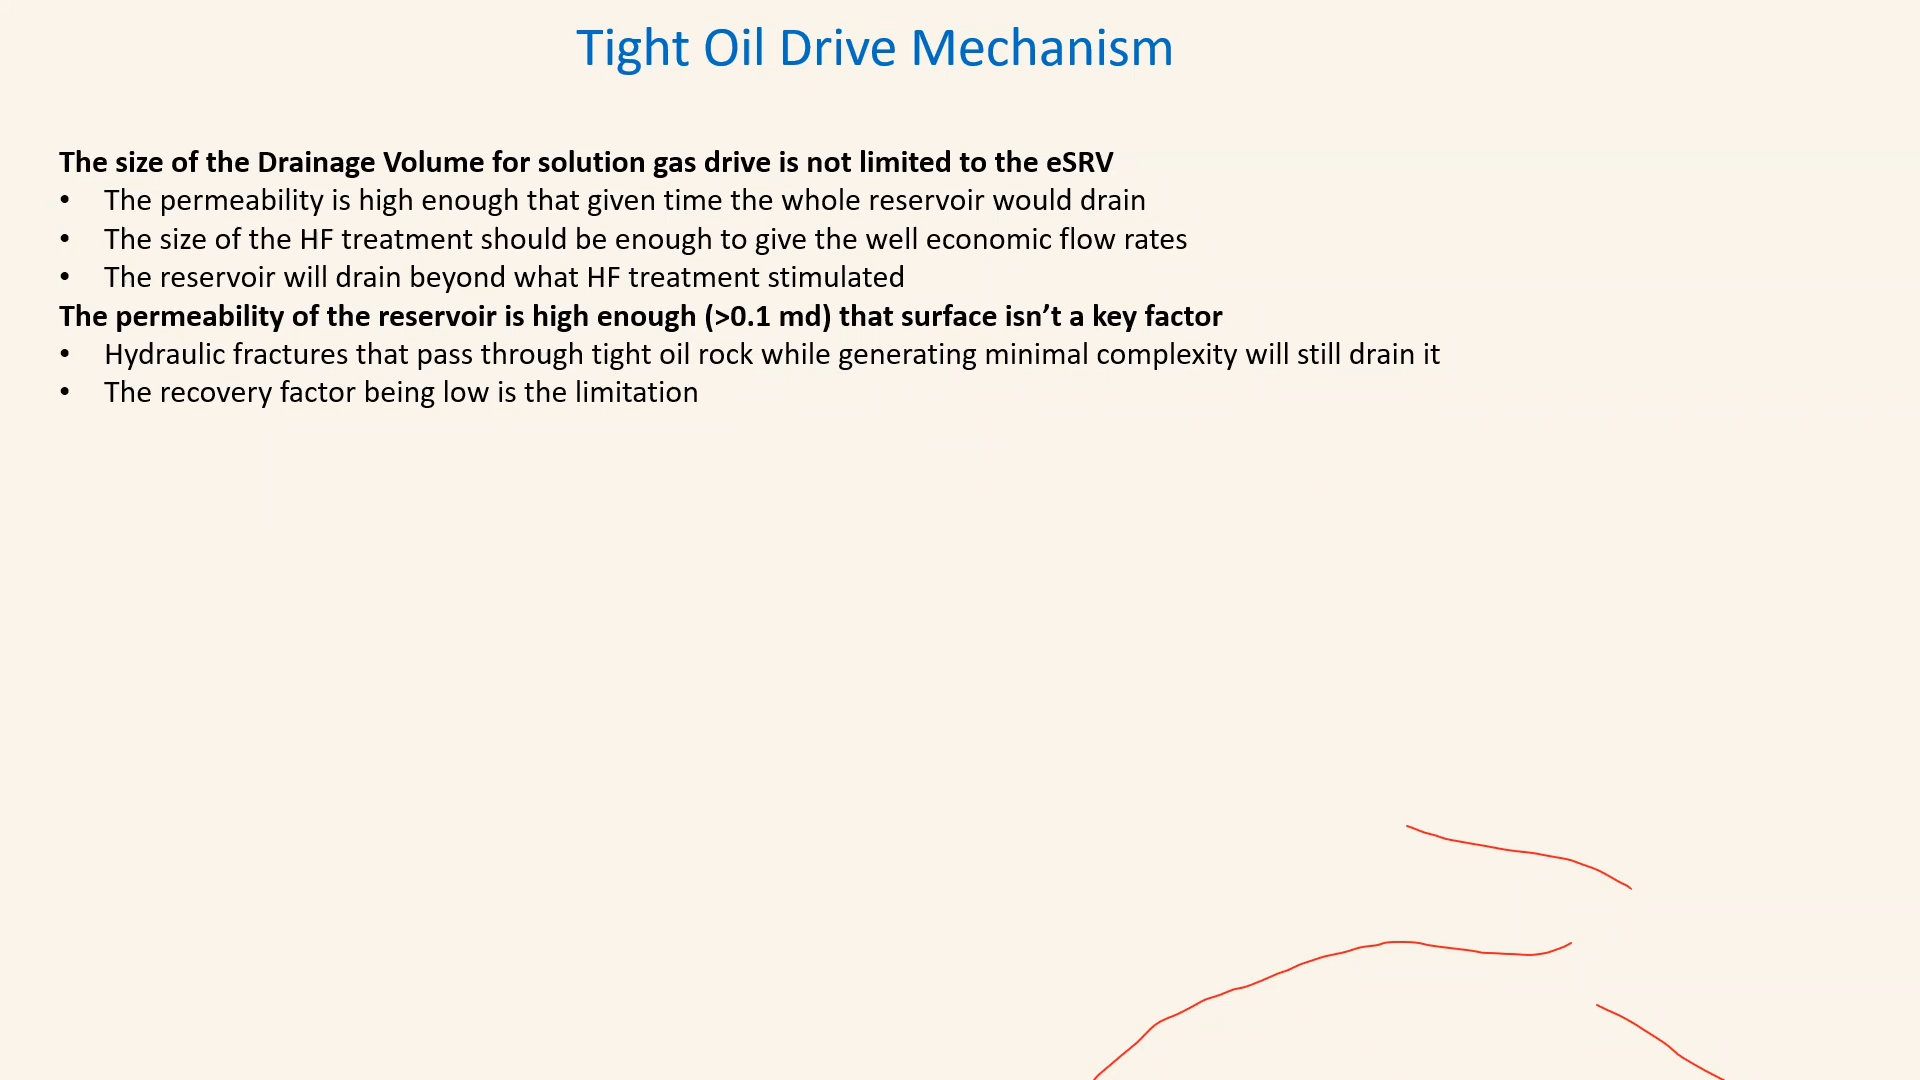 Tight Oil Drive Mechanism
The size of the Drainage Volume for solution gas drive is not limited to the eSRV
• The permeability is high enough that given time the whole reservoir would drain
• The size of the HF treatment should be enough to give the well economic flow rates
• The reservoir will drain beyond what HF treatment stimulated
The permeability of the reservoir is high enough (>0.1 md) that surface isn’t a key factor
• Hydraulic fractures that pass through tight oil rock while generating minimal complexity will still drain it
• The recovery factor being low is the limitation